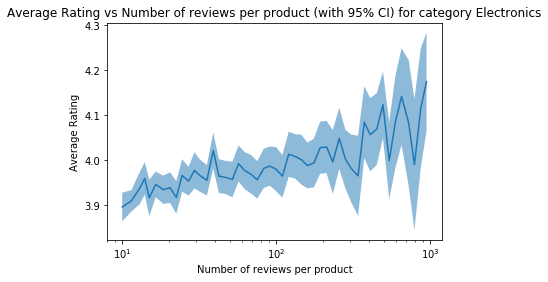 Average Rating vs Number of reviews per product (with 95% CI) for category Electronics
4.3
4.2
4.1
4.0
3.9
Average Rating
10¹
10²
10³
Number of reviews per product